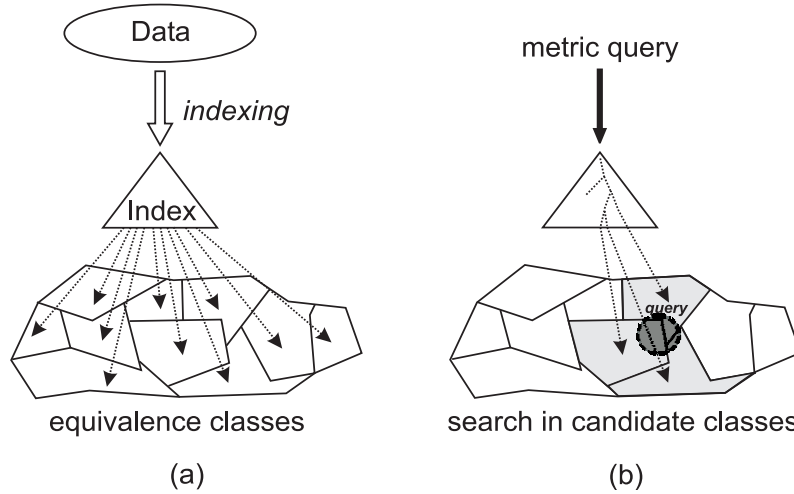 Data
indexing
Index
equivalence classes
(a)
metric query
query
search in candidate classes
(b)